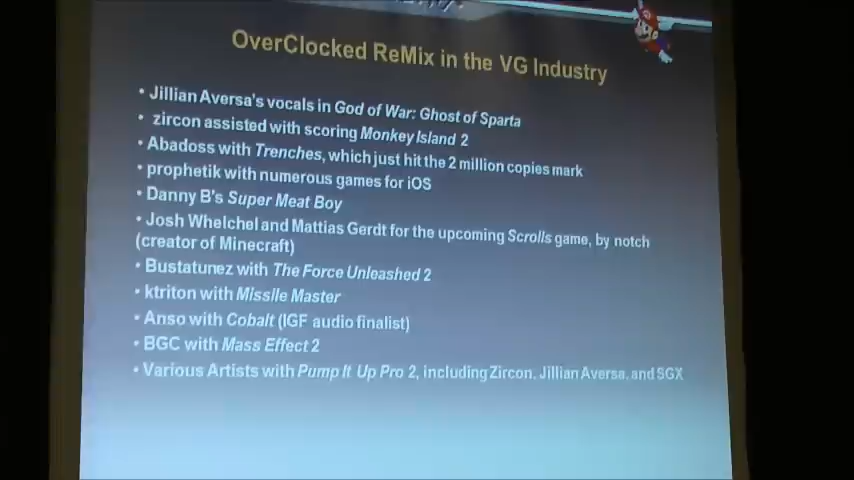 OverClocked ReMix in the VG Industry
• Jillian Aversa's vocals in God of War: Ghost of Sparta
• zircon assisted with scoring Monkey Island 2
• Abadoss with Trenches, which just hit the 2 million copies mark
• prophetik with numerous games for iOS
• Danny B's Super Meat Boy
• Josh Whelchel and Mattias Gerdt for the upcoming Scrolls game, by notch
(creator of Minecraft)
• Bustatunez with The Force Unleashed 2
• ktriton with Missile Master
• Anso with Cobalt (IGF audio finalist)
• BGC with Mass Effect 2
• Various Artists with Pump It Up Pro 2, including Zircon, Jillian Aversa, and SGX